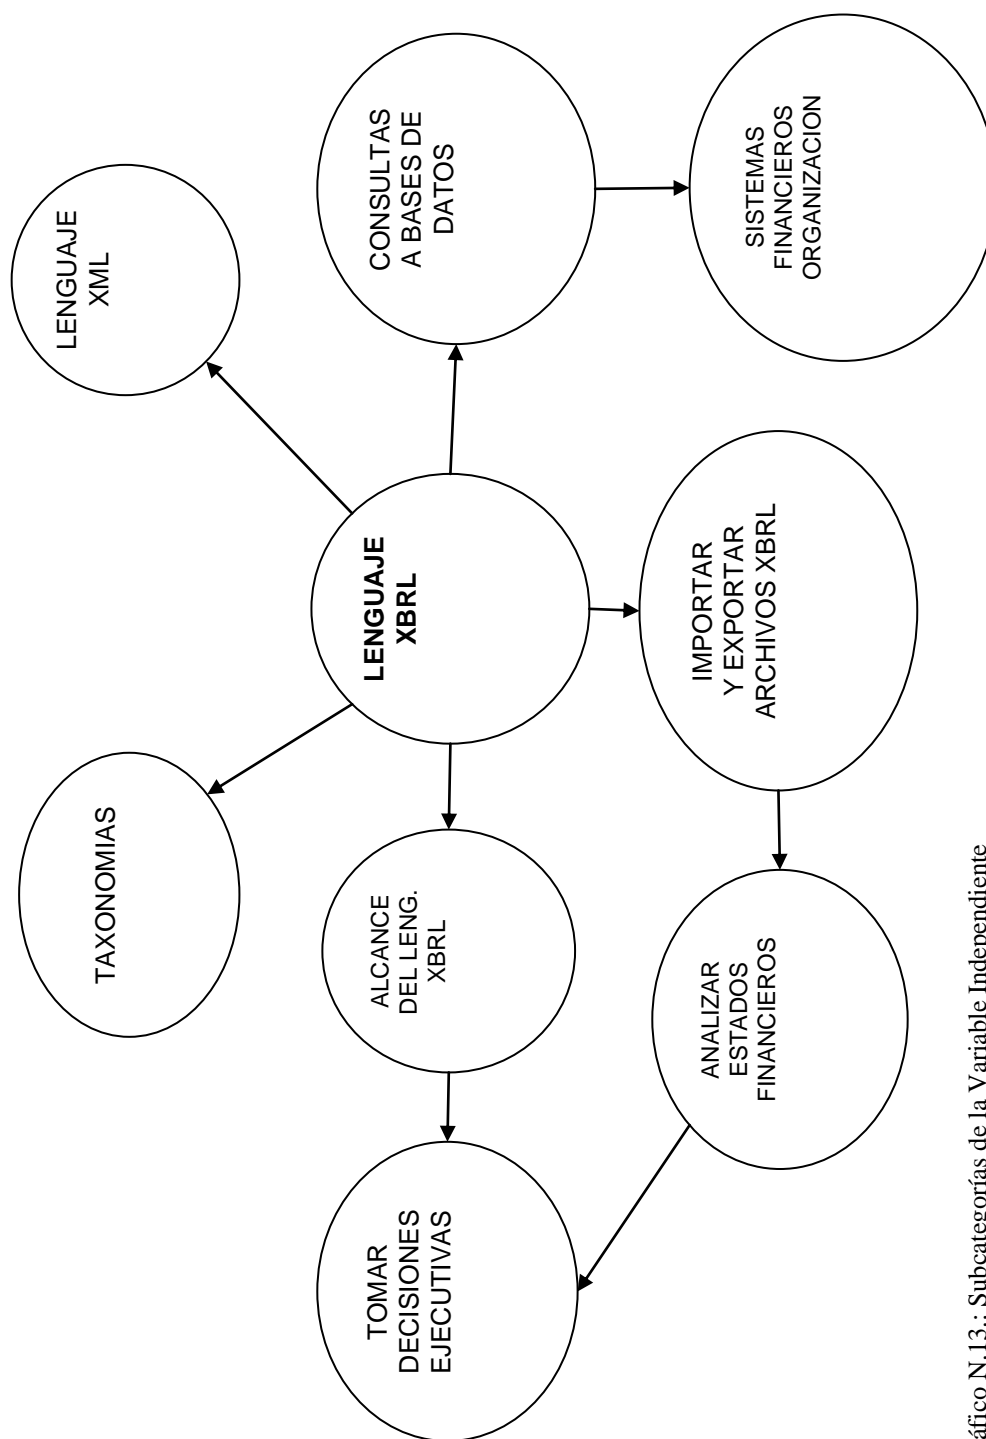 TAXONOMIAS
LENGUAJE
XML
TOMAR
DECISIONES
EJECUTIVAS
ALCANCE
DEL LENG.
XBRL
LENGUAJE
XBRL
CONSULTAS
A BASES DE
DATOS
ANALIZAR
ESTADOS
FINANCIEROS
IMPORTAR
Y EXPORTAR
ARCHIVOS XBRL
SISTEMAS
FINANCIEROS
ORGANIZACION
áfico N.13.: Subcategorías de la Variable Independiente